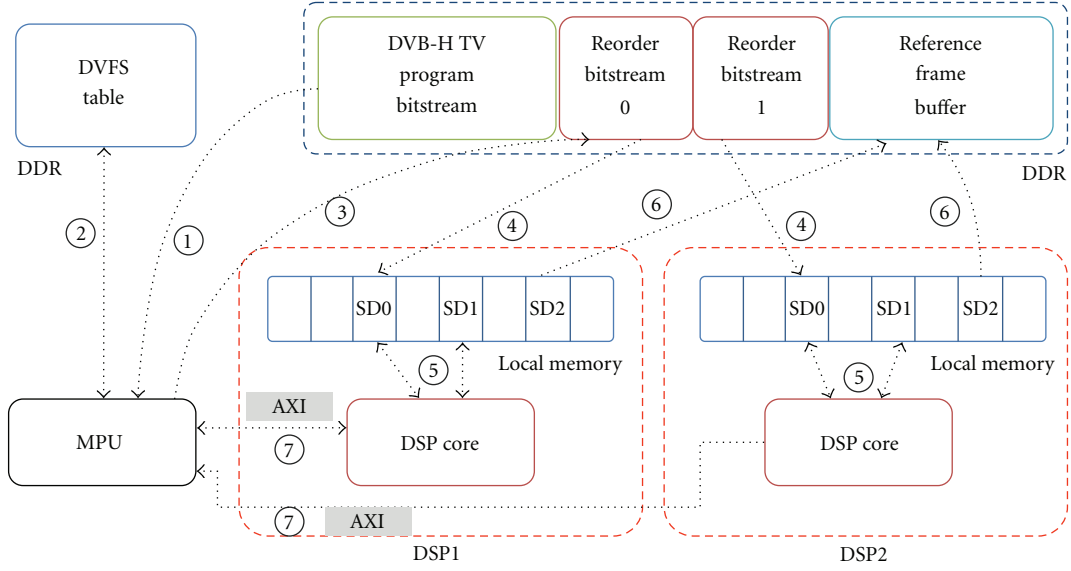 DVFS
table
DDR
DVB-H TV
program
bitstream
Reorder
bitstream
0
Reorder
bitstream
1
Reference
frame
buffer
DDR
2
1
3
4
6
4
6
SD0
SD1
SD2
Local memory
5
SD0
SD1
SD2
Local memory
5
MPU
AXI
7
DSP core
DSP core
7
AXI
DSP1
DSP2